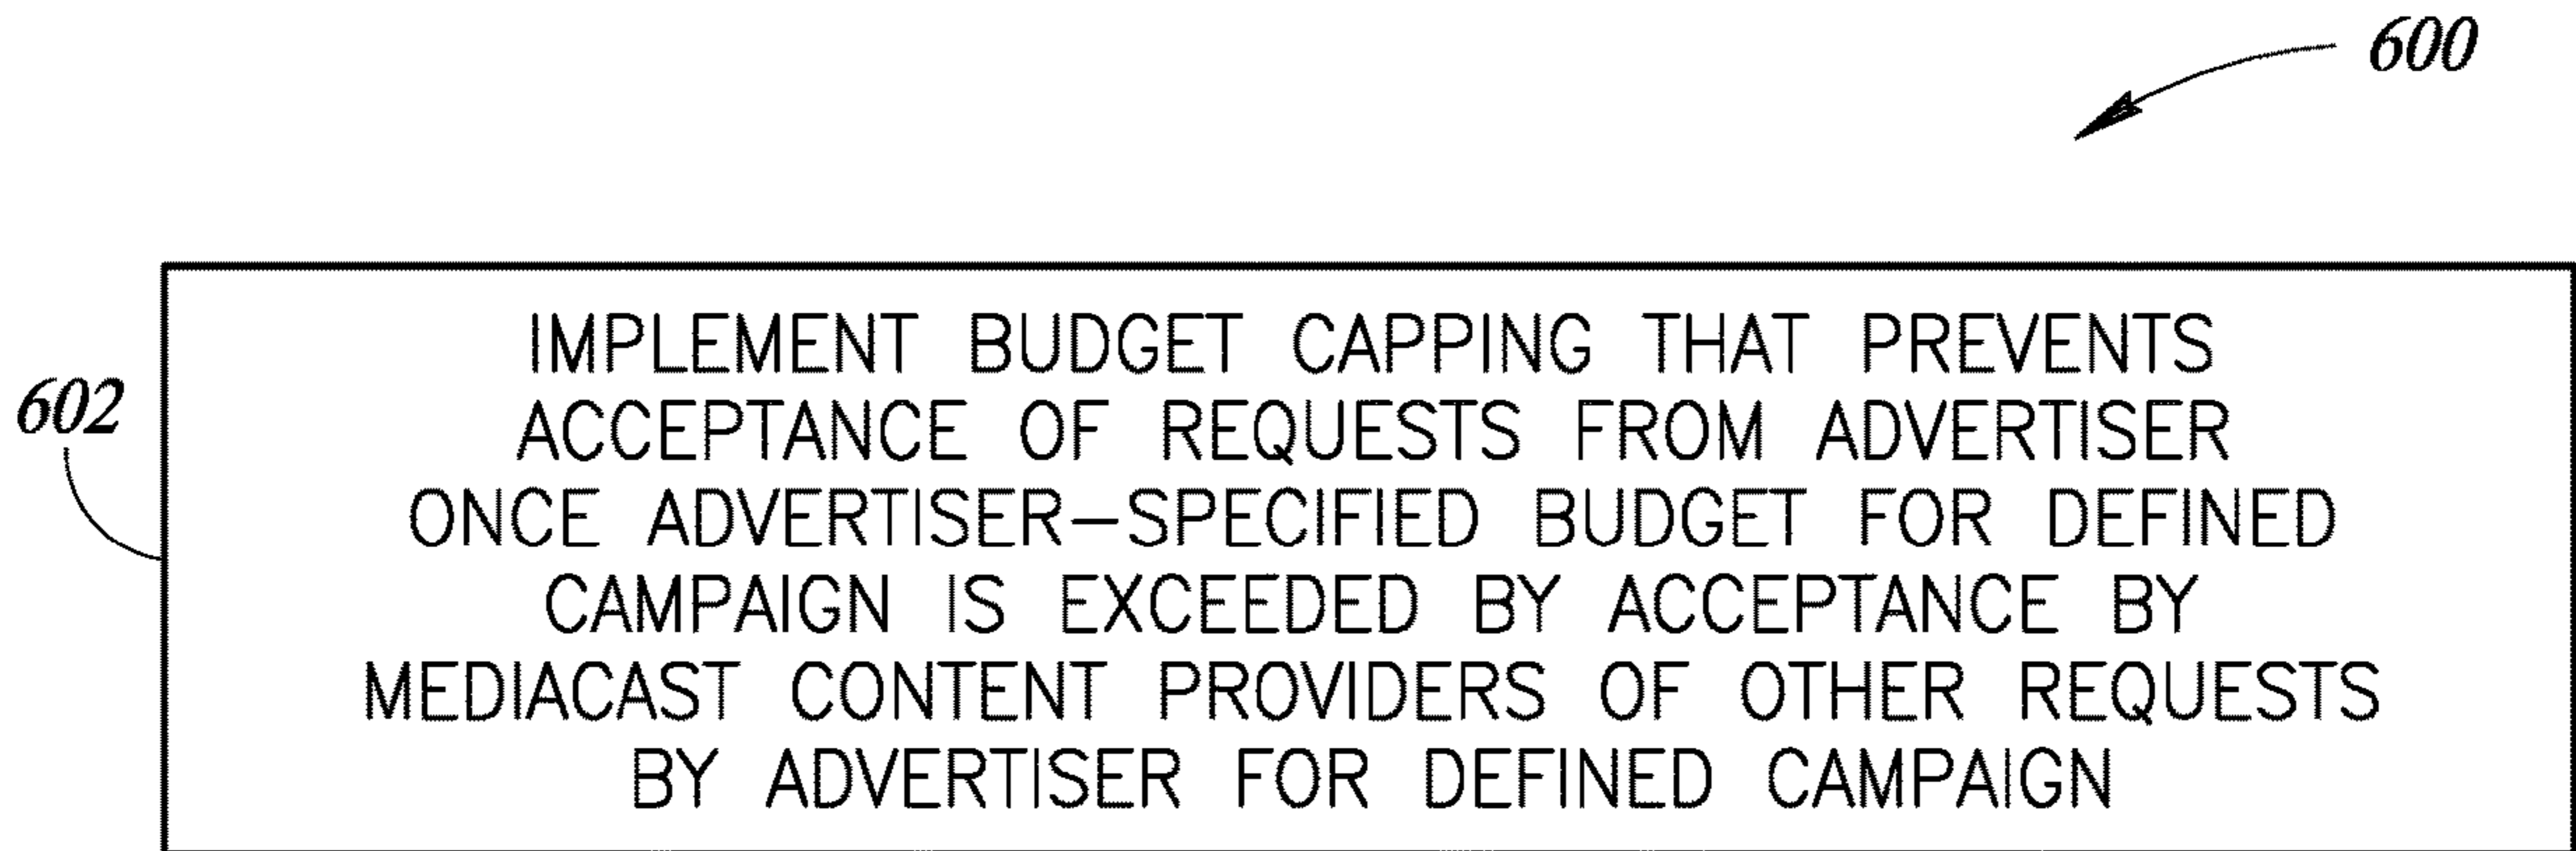 600
602
IMPLEMENT BUDGET CAPPING THAT PREVENTS
ACCEPTANCE OF REQUESTS FROM ADVERTISER
ONCE ADVERTISER–SPECIFIED BUDGET FOR DEFINED
CAMPAIGN IS EXCEEDED BY ACCEPTANCE BY
MEDIACAST CONTENT PROVIDERS OF OTHER REQUESTS
BY ADVERTISER FOR DEFINED CAMPAIGN